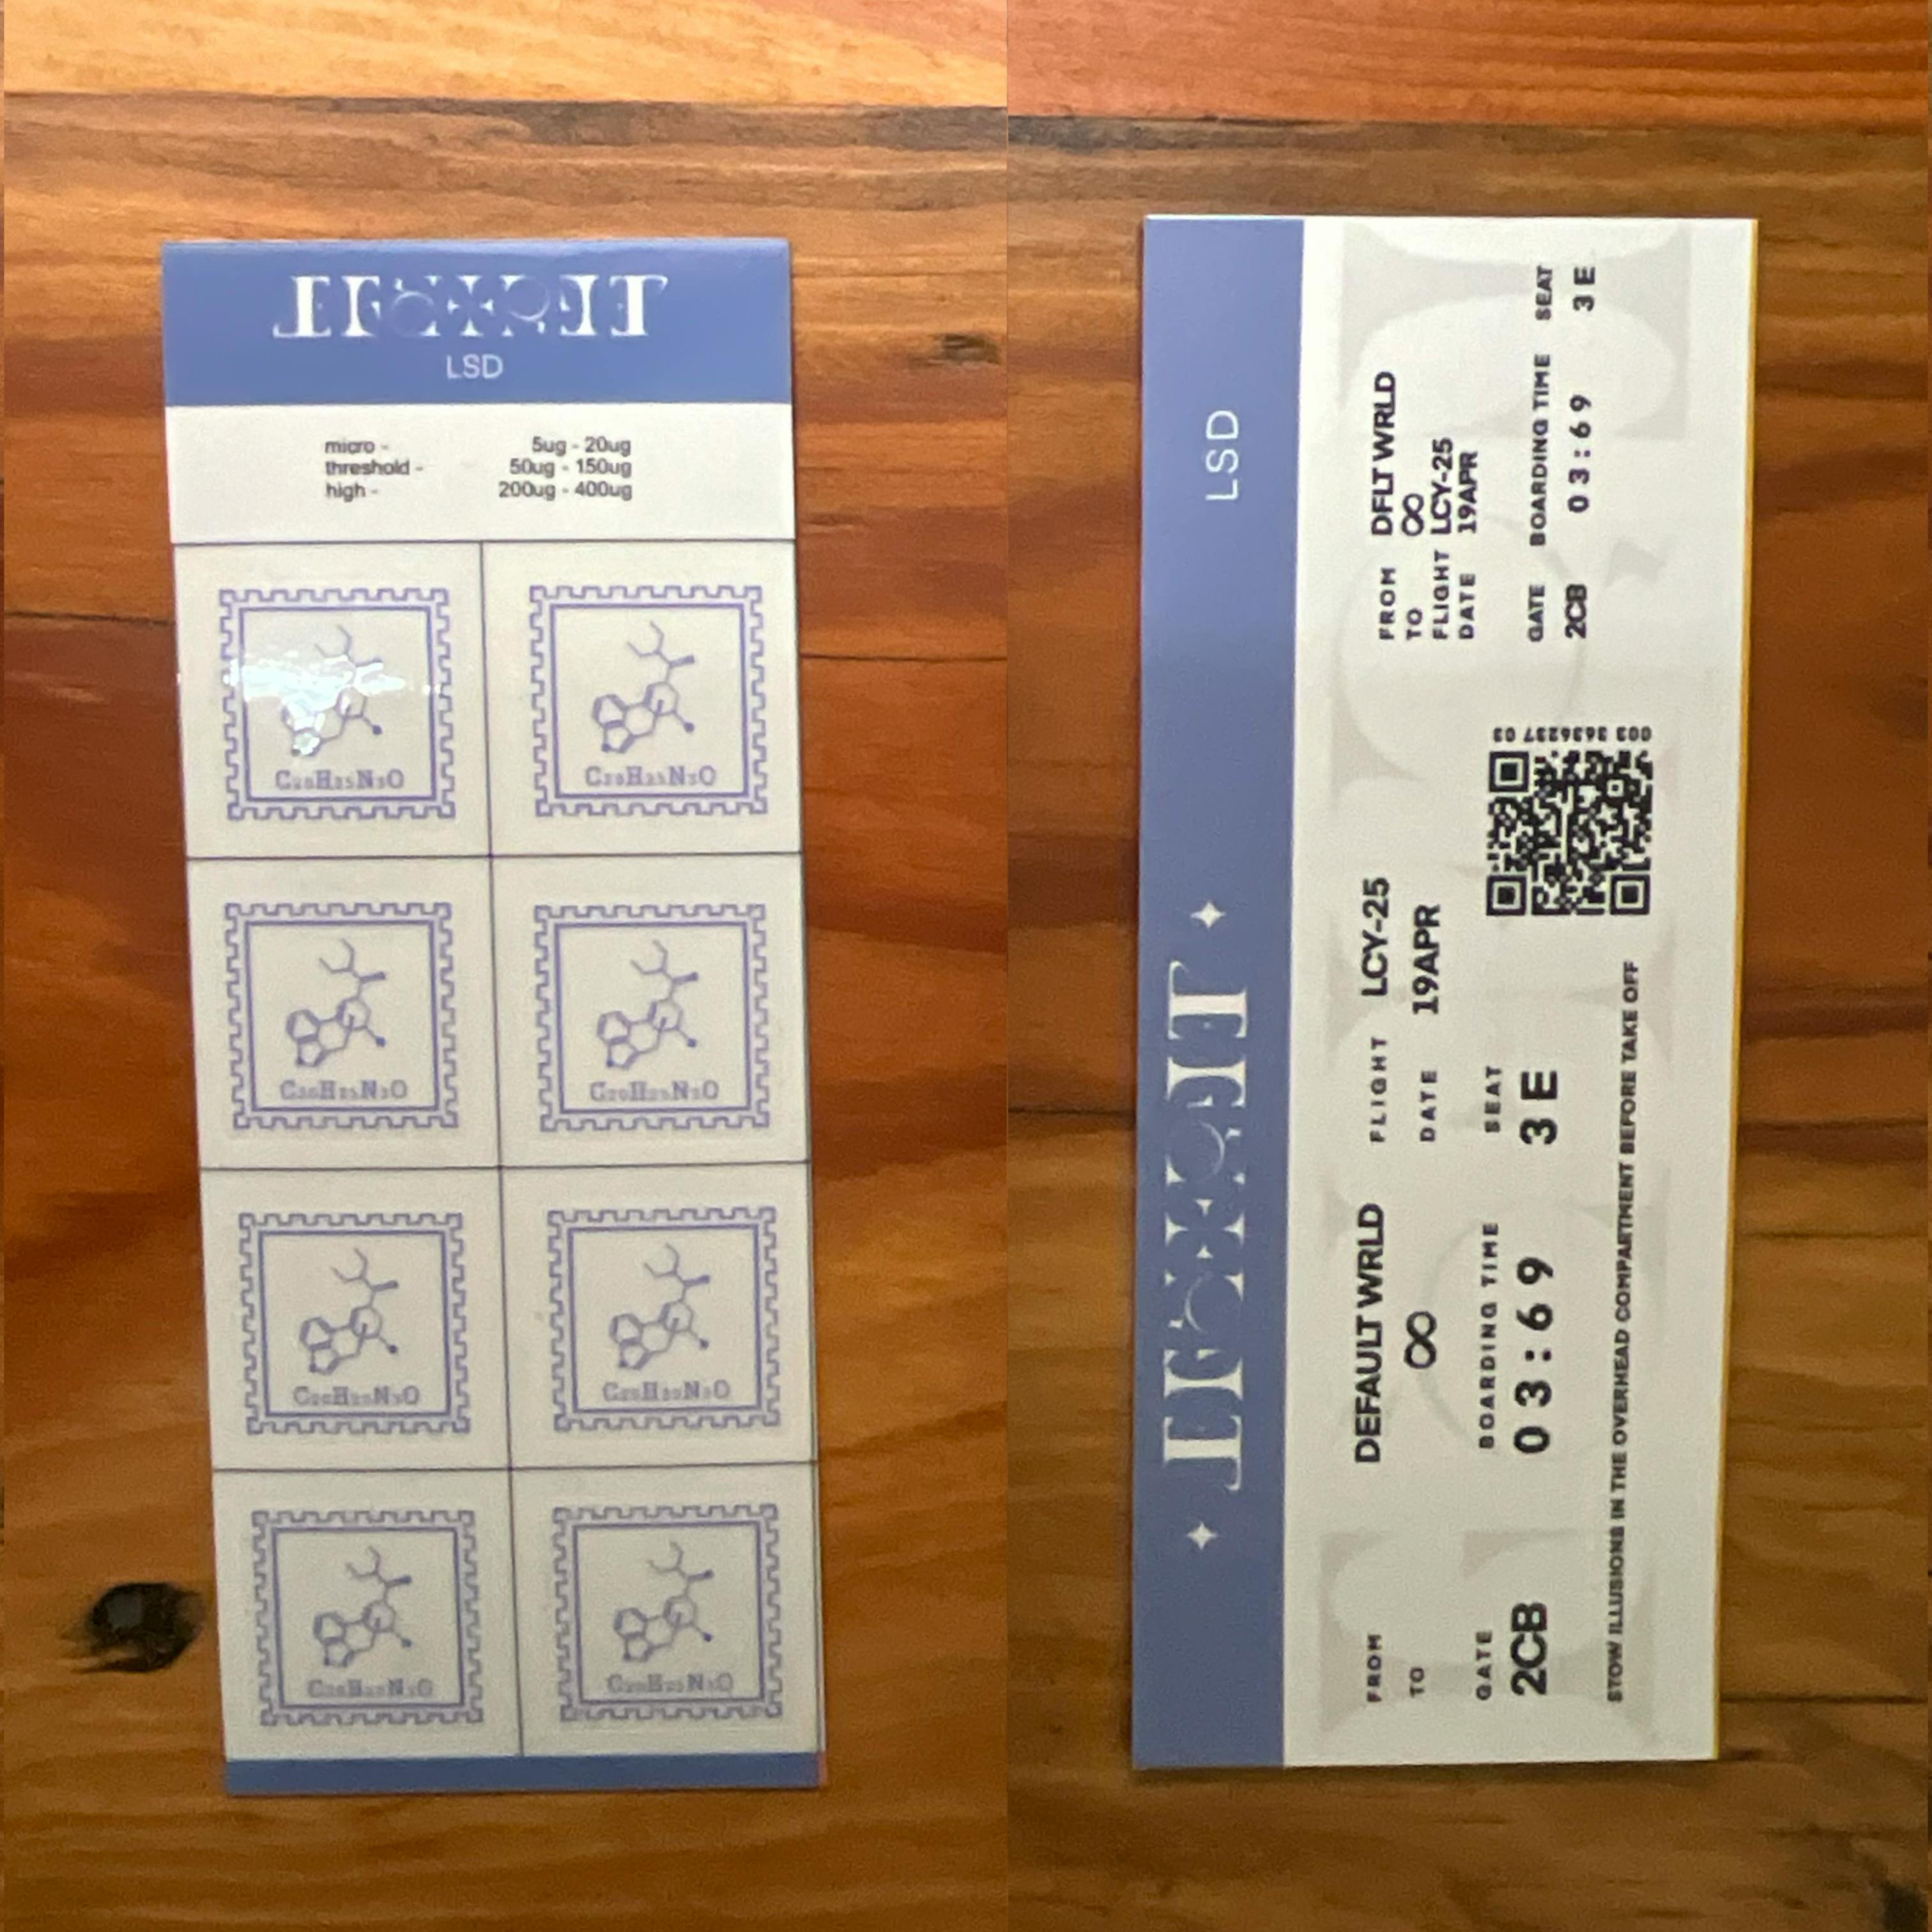 LSD
micro - 5ug - 20ug
threshold - 50ug - 150ug
high - 200ug - 400ug
C₂₀H₂₅N₃O
C₂₀H₂₅N₃O
C₂₀H₂₅N₃O
C₂₀H₂₅N₃O
C₂₀H₂₅N₃O
C₂₀H₂₅N₃O
C₂₀H₂₅N₃O
C₂₀H₂₅N₃O
LSD
FROM DEFAULT WRLD
TO ∞
FLIGHT LCY-25
DATE 19APR
GATE BOARDING TIME SEAT
2CB 03:69 3E
STOW ILLUSIONS IN THE OVERHEAD COMPARTMENT BEFORE TAKE OFF
003 3636237 03
FROM DFLT WRLD
TO ∞
FLIGHT LCY-25
DATE 19APR
GATE BOARDING TIME SEAT
2CB 03:69 3E